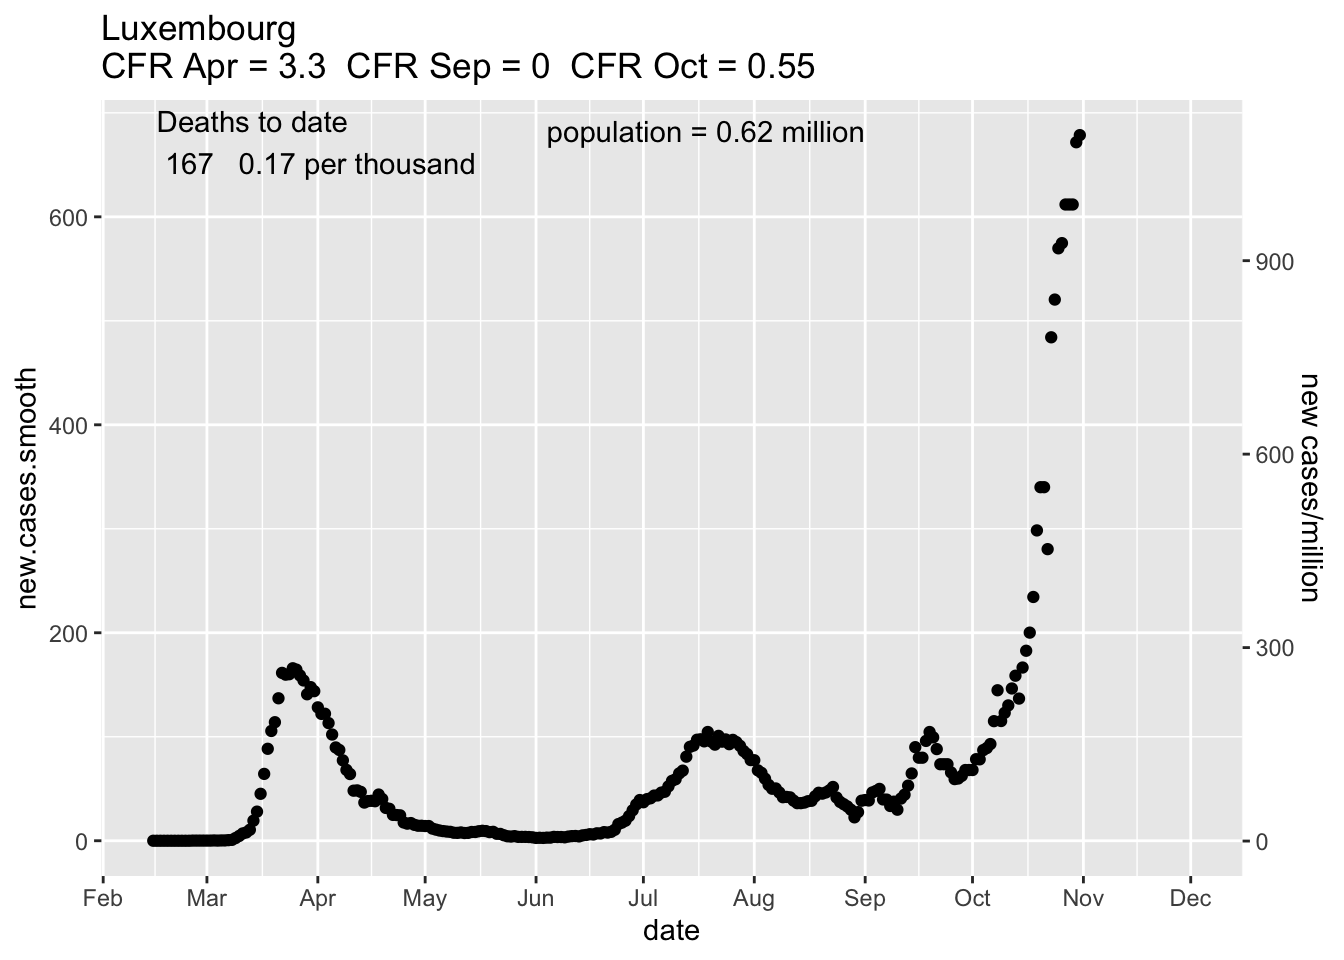 Luxembourg
CFR Apr = 3.3  CFR Sep = 0  CFR Oct = 0.55
Deaths to date
167   0.17 per thousand
population = 0.62 million
new.cases.smooth
600
400
200
0
900
600
300
0
new cases/million
Feb Mar Apr May Jun Jul Aug Sep Oct Nov Dec
date